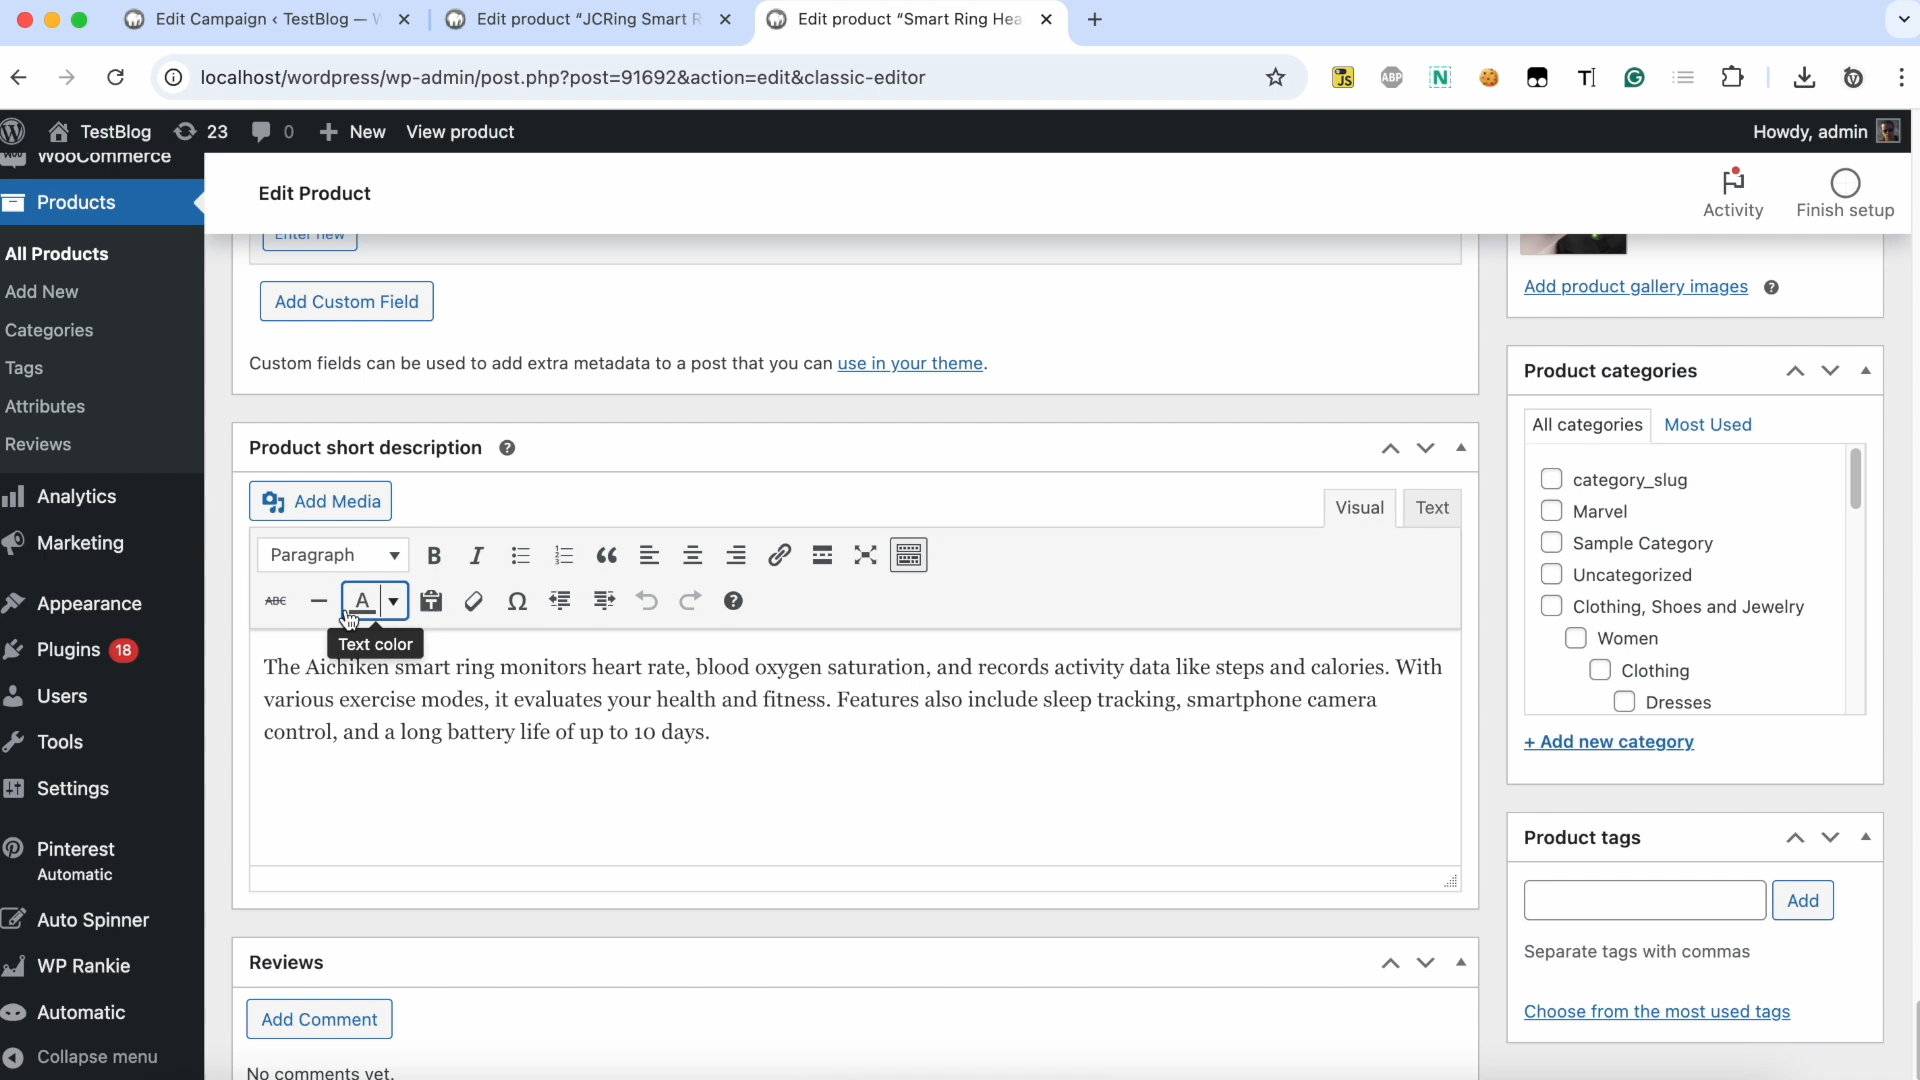 Edit Campaign ‹ TestBlog —
Edit product “JCRing Smart R
Edit product “Smart Ring Hea
localhost/wordpress/wp-admin/post.php?post=91692&action=edit&classic-editor
JS
ABP
N
TestBlog
23
0
New
View product
Howdy, admin
WooCommerce
Products
All Products
Add New
Categories
Tags
Attributes
Reviews
Analytics
Marketing
Appearance
Plugins 18
Users
Tools
Settings
Pinterest
Automatic
Auto Spinner
WP Rankie
Automatic
Collapse menu
Edit Product
Activity
Finish setup
Enter new
Add Custom Field
Custom fields can be used to add extra metadata to a post that you can use in your theme.
Product short description
Add Media
Visual
Text
Paragraph
B
I
ABC
A
Text color
The Aichiken smart ring monitors heart rate, blood oxygen saturation, and records activity data like steps and calories. With
various exercise modes, it evaluates your health and fitness. Features also include sleep tracking, smartphone camera
control, and a long battery life of up to 10 days.
Reviews
Add Comment
No comments yet.
Add product gallery images
Product categories
All categories
Most Used
category_slug
Marvel
Sample Category
Uncategorized
Clothing, Shoes and Jewelry
Women
Clothing
Dresses
+ Add new category
Product tags
Add
Separate tags with commas
Choose from the most used tags